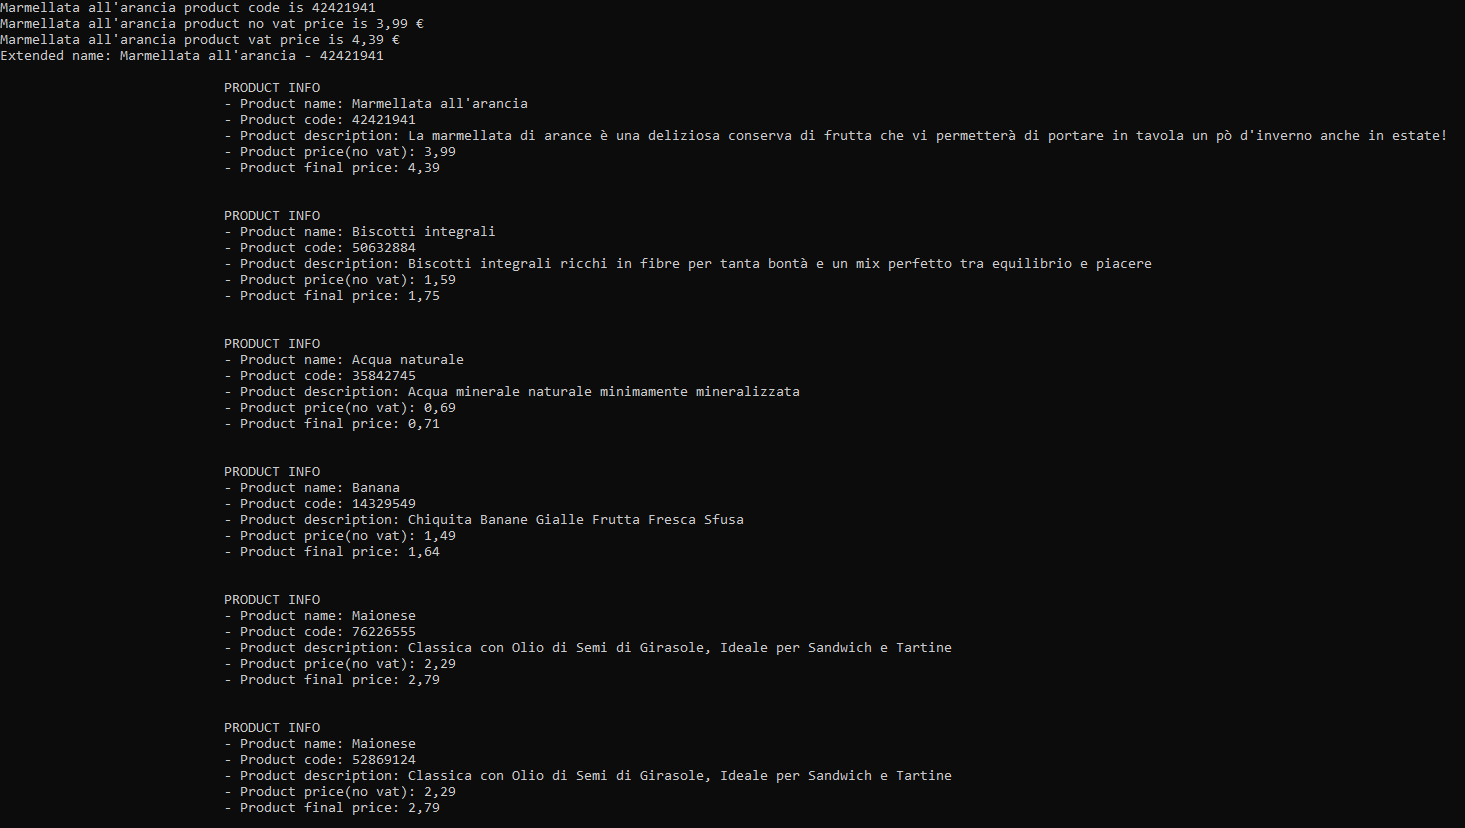 Marmellata all'arancia product code is 42421941
Marmellata all'arancia product no vat price is 3,99 €
Marmellata all'arancia product vat price is 4,39 €
Extended name: Marmellata all'arancia - 42421941
PRODUCT INFO
- Product name: Marmellata all'arancia
- Product code: 42421941
- Product description: La marmellata di arance è una deliziosa conserva di frutta che vi permetterà di portare in tavola un pò d'inverno anche in estate!
- Product price(no vat): 3,99
- Product final price: 4,39
PRODUCT INFO
- Product name: Biscotti integrali
- Product code: 50632884
- Product description: Biscotti integrali ricchi in fibre per tanta bontà e un mix perfetto tra equilibrio e piacere
- Product price(no vat): 1,59
- Product final price: 1,75
PRODUCT INFO
- Product name: Acqua naturale
- Product code: 35842745
- Product description: Acqua minerale naturale minimamente mineralizzata
- Product price(no vat): 0,69
- Product final price: 0,71
PRODUCT INFO
- Product name: Banana
- Product code: 14329549
- Product description: Chiquita Banane Gialle Frutta Fresca Sfusa
- Product price(no vat): 1,49
- Product final price: 1,64
PRODUCT INFO
- Product name: Maionese
- Product code: 76226555
- Product description: Classica con Olio di Semi di Girasole, Ideale per Sandwich e Tartine
- Product price(no vat): 2,29
- Product final price: 2,79
PRODUCT INFO
- Product name: Maionese
- Product code: 52869124
- Product description: Classica con Olio di Semi di Girasole, Ideale per Sandwich e Tartine
- Product price(no vat): 2,29
- Product final price: 2,79